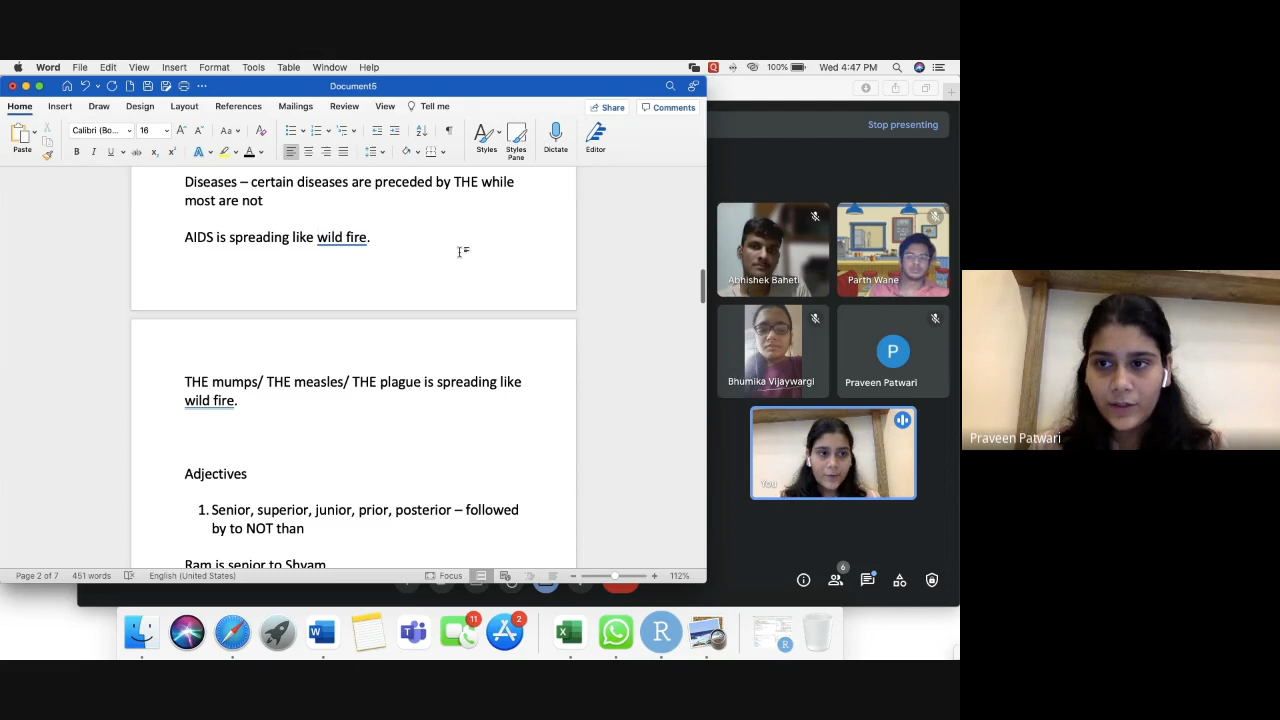 Word File Edit View Insert Format Tools Table Window Help 100% Wed 4:47 PM
Document5
Home Insert Draw Design Layout References Mailings Review View Tell me Share Comments
Stop presenting
Calibri (Bo... 16
Paste Styles Styles Pane Dictate Editor
Diseases – certain diseases are preceded by THE while
most are not
AIDS is spreading like wild fire.
THE mumps/ THE measles/ THE plague is spreading like
wild fire.
Adjectives
1. Senior, superior, junior, prior, posterior – followed
by to NOT than
Ram is senior to Shyam
Page 2 of 7 451 words English (United States) Focus 112%
Abhishek Baheti Parth Wane
Bhumika Vijaywargi Praveen Patwari
P
You
6
11
2
Praveen Patwari